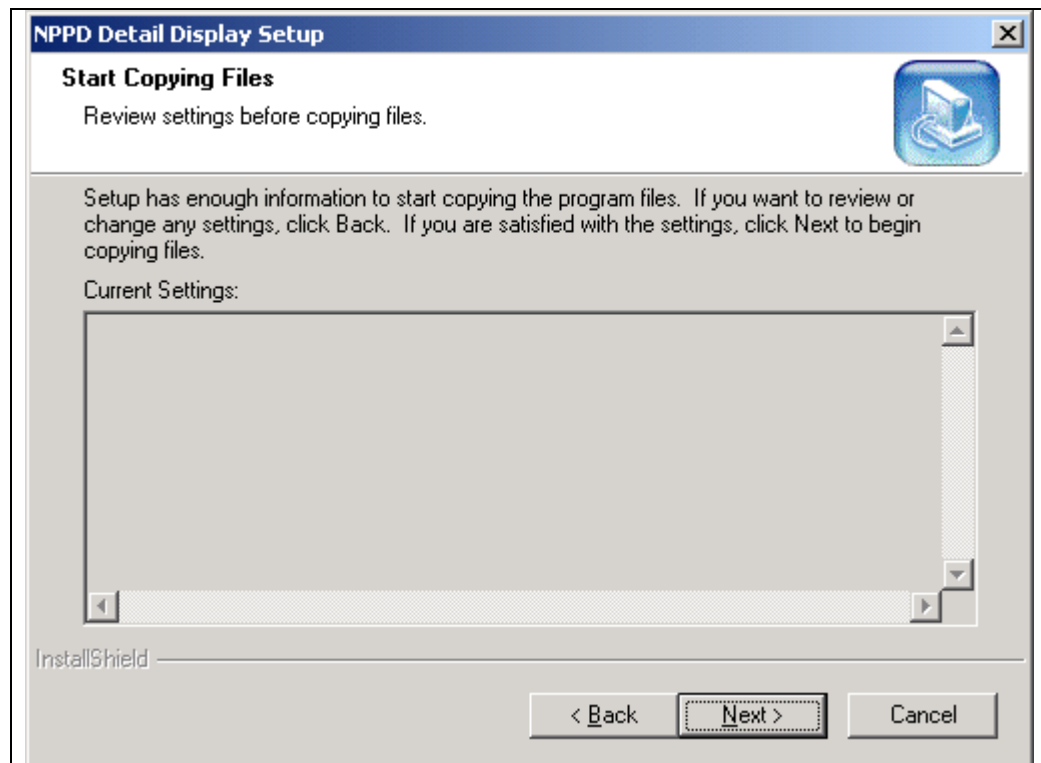 NPPD Detail Display Setup
Start Copying Files
Review settings before copying files.
Setup has enough information to start copying the program files.  If you want to review or
change any settings, click Back.  If you are satisfied with the settings, click Next to begin
copying files.
Current Settings:
InstallShield
< Back
Next >
Cancel